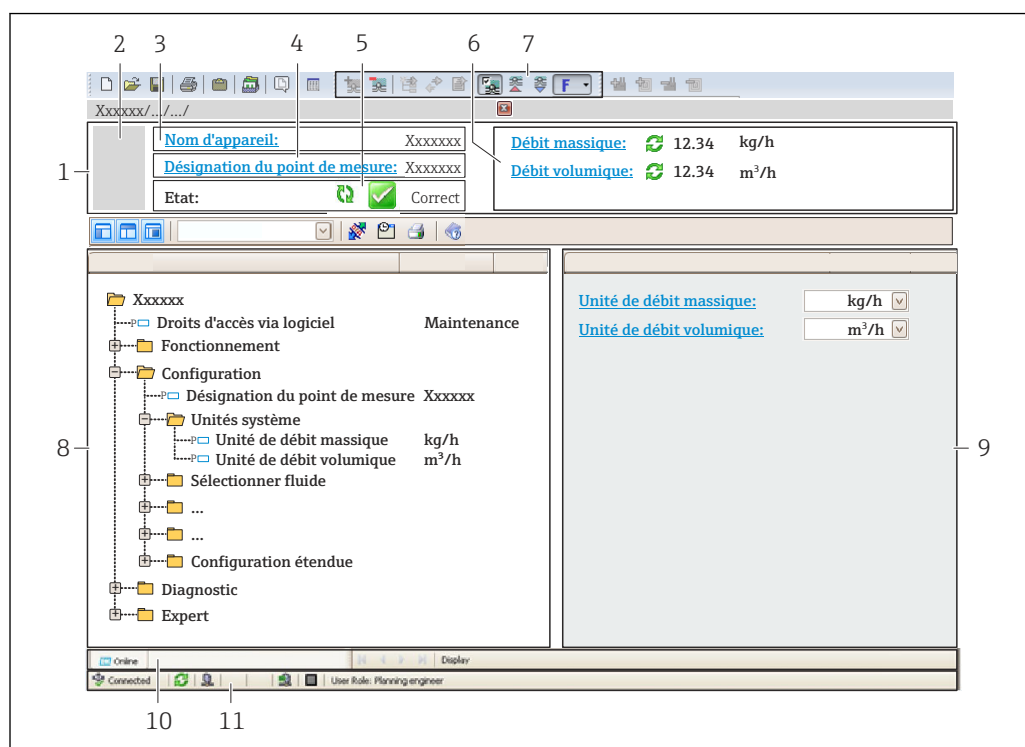 2 3 4 5 6 7
F
Xxxxxx/.../.../
1
Nom d'appareil: Xxxxxxx
Désignation du point de mesure: Xxxxxxx
Etat: Correct
Débit massique: 12.34 kg/h
Débit volumique: 12.34 m³/h
8
Xxxxxx
P Droits d'accès via logiciel Maintenance
Fonctionnement
Configuration
P Désignation du point de mesure Xxxxxx
Unités système
P Unité de débit massique kg/h
P Unité de débit volumique m³/h
Sélectionner fluide
...
...
Configuration étendue
Diagnostic
Expert
Unité de débit massique: kg/h
Unité de débit volumique: m³/h
9
Online Display
Connected User Role: Planning engineer
10 11